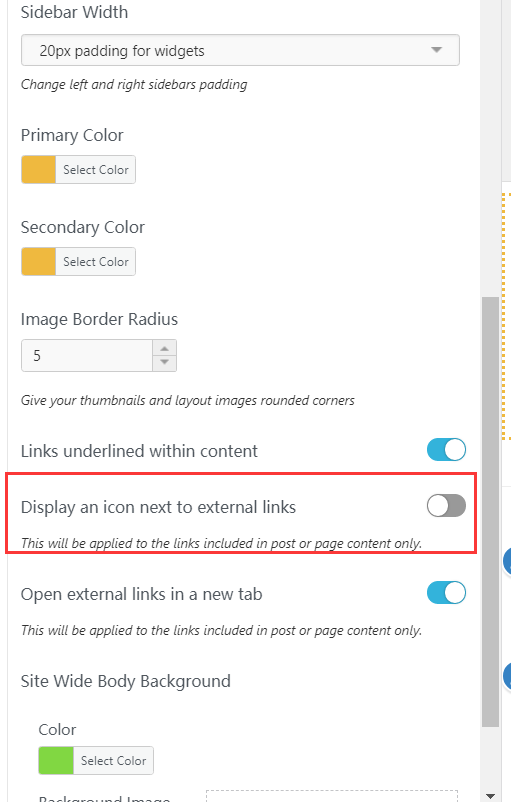 Sidebar Width
20px padding for widgets
Change left and right sidebars padding
Primary Color
Select Color
Secondary Color
Select Color
Image Border Radius
5
Give your thumbnails and layout images rounded corners
Links underlined within content
Display an icon next to external links
This will be applied to the links included in post or page content only.
Open external links in a new tab
This will be applied to the links included in post or page content only.
Site Wide Body Background
Color
Select Color
Background Image